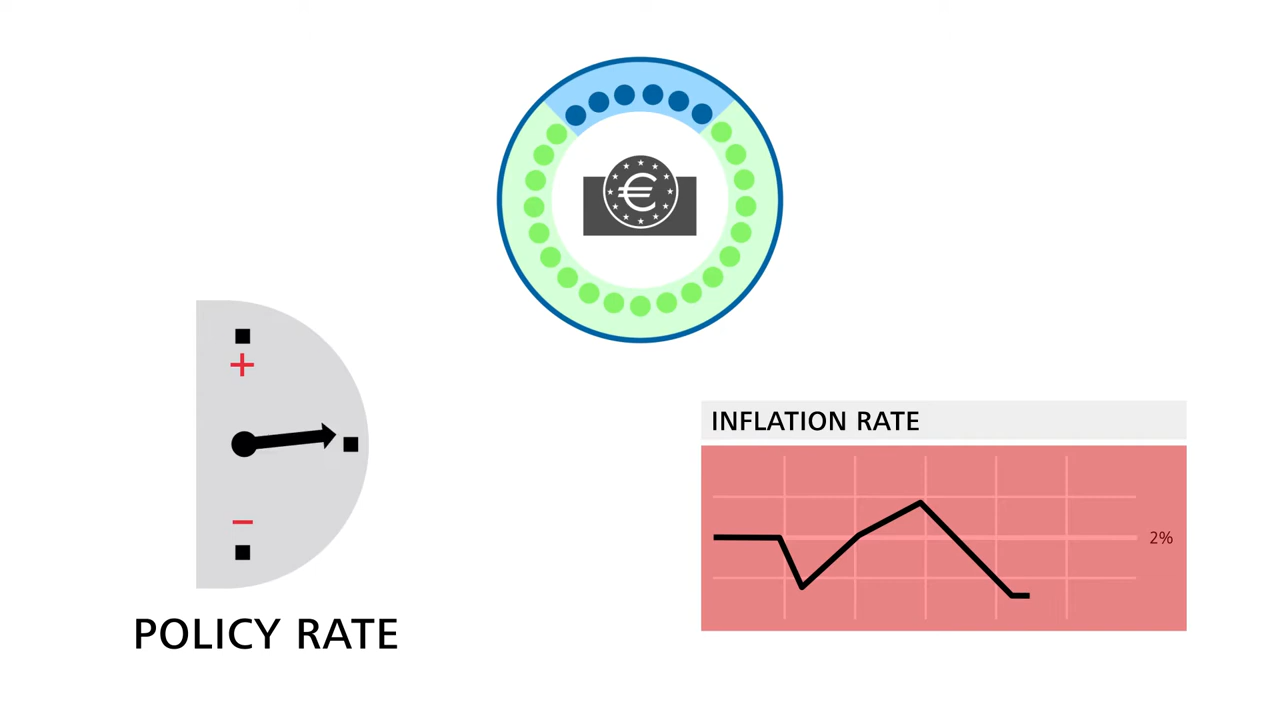 €
+
INFLATION RATE
2%
−
POLICY RATE